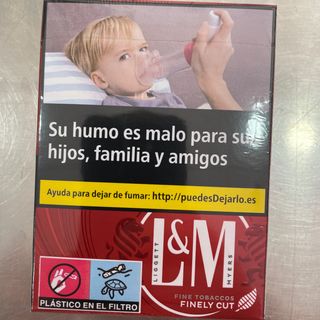 Su humo es malo para sus
hijos, familia y amigos
Ayuda para dejar de fumar: http://puedesDejarlo.es
L&M
LIGGETT
MYERS
FINE TOBACCOS
FINELY CUT
PLÁSTICO EN EL FILTRO